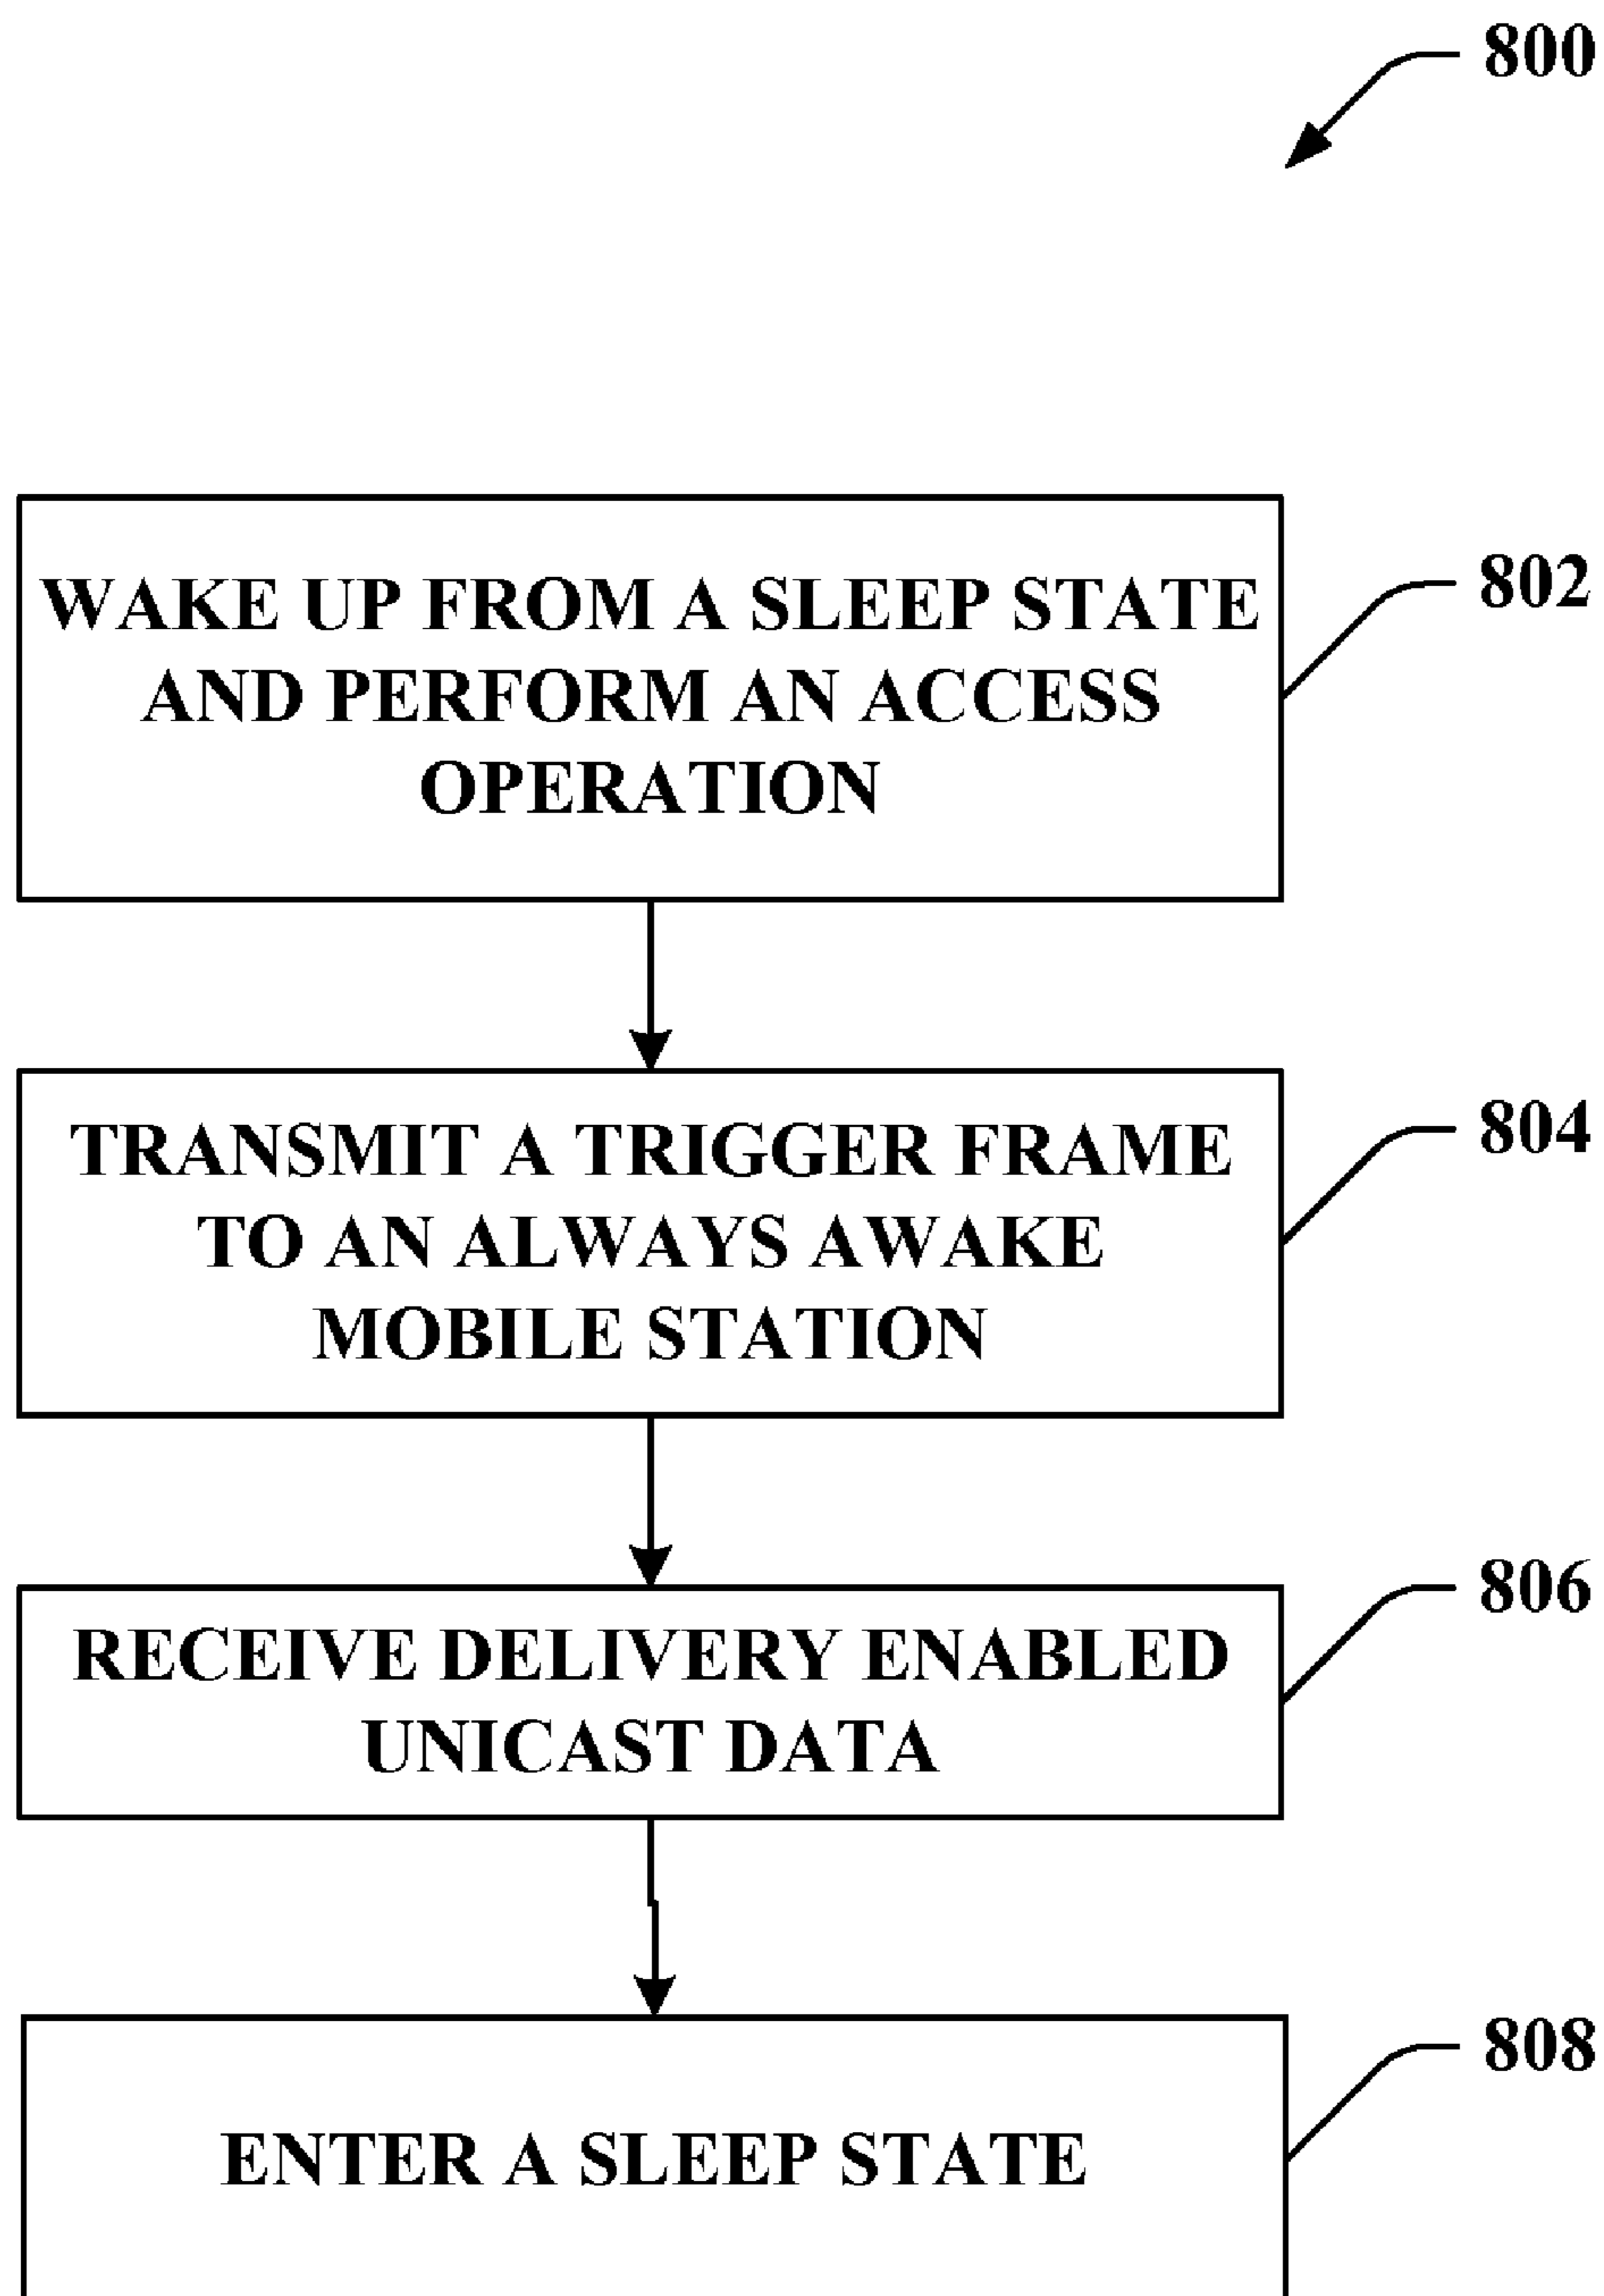 800
WAKE UP FROM A SLEEP STATE
AND PERFORM AN ACCESS
OPERATION
802
TRANSMIT A TRIGGER FRAME
TO AN ALWAYS AWAKE
MOBILE STATION
804
RECEIVE DELIVERY ENABLED
UNICAST DATA
806
ENTER A SLEEP STATE
808